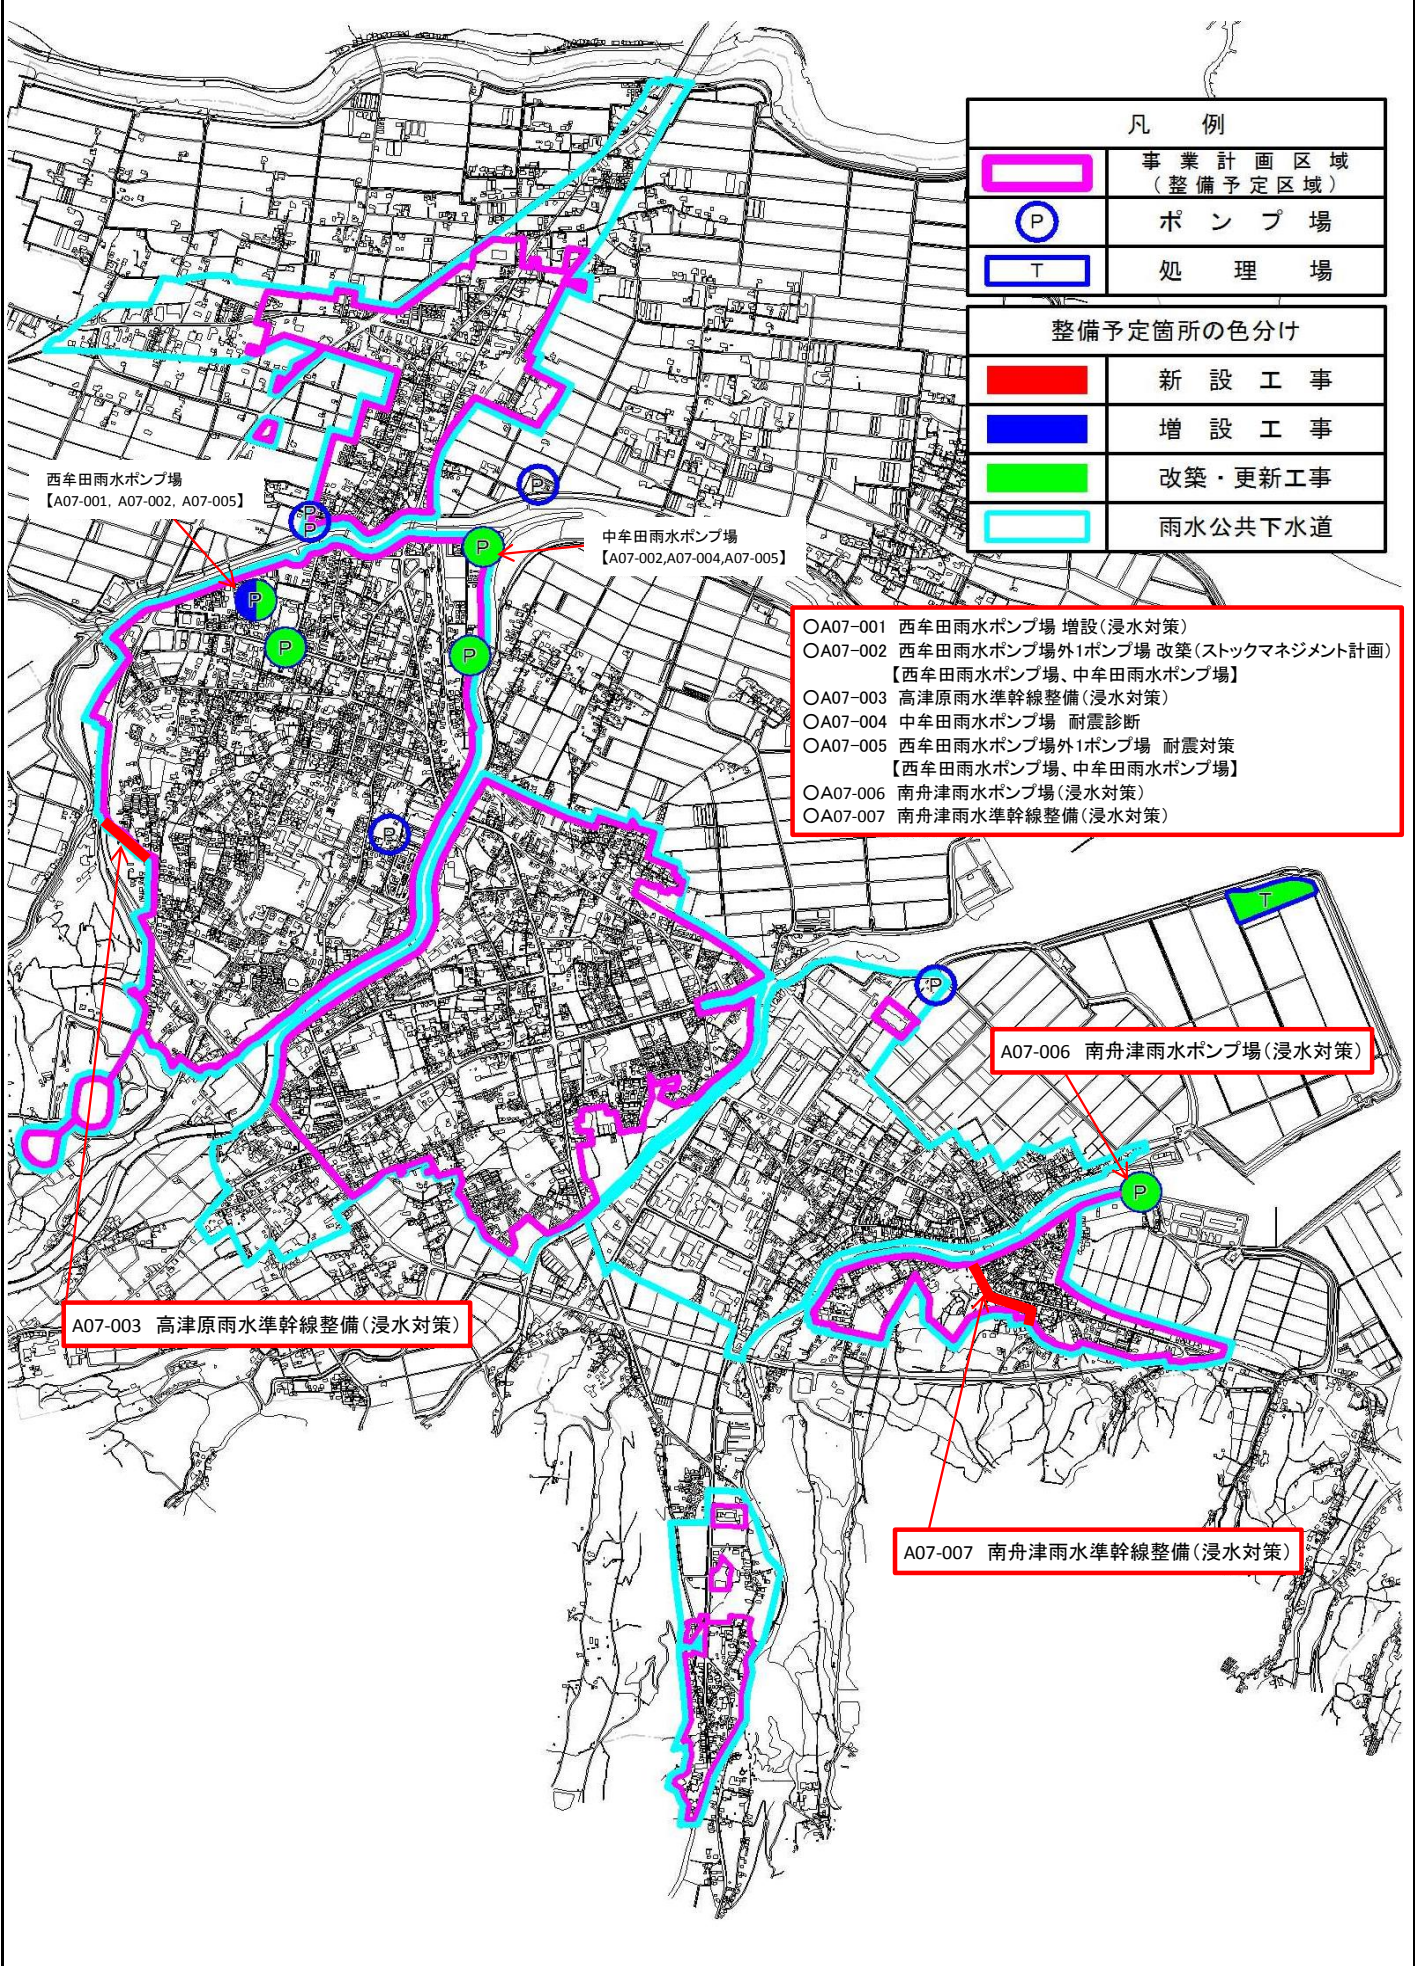 凡 例
事業計画区域
(整備予定区域)
P
ポンプ場
T
処理場
整備予定箇所の色分け
新設工事
増設工事
改築・更新工事
雨水公共下水道
西牟田雨水ポンプ場
【A07-001, A07-002, A07-005】
P
P
P
中牟田雨水ポンプ場
【A07-002,A07-004,A07-005】
P
P
P
P
P
〇A07-001 西牟田雨水ポンプ場 増設(浸水対策)
〇A07-002 西牟田雨水ポンプ場外1ポンプ場 改築(ストックマネジメント計画)
【西牟田雨水ポンプ場、中牟田雨水ポンプ場】
〇A07-003 高津原雨水準幹線整備(浸水対策)
〇A07-004 中牟田雨水ポンプ場 耐震診断
〇A07-005 西牟田雨水ポンプ場外1ポンプ場 耐震対策
【西牟田雨水ポンプ場、中牟田雨水ポンプ場】
〇A07-006 南舟津雨水ポンプ場(浸水対策)
〇A07-007 南舟津雨水準幹線整備(浸水対策)
T
P
A07-006 南舟津雨水ポンプ場(浸水対策)
P
A07-003 高津原雨水準幹線整備(浸水対策)
A07-007 南舟津雨水準幹線整備(浸水対策)